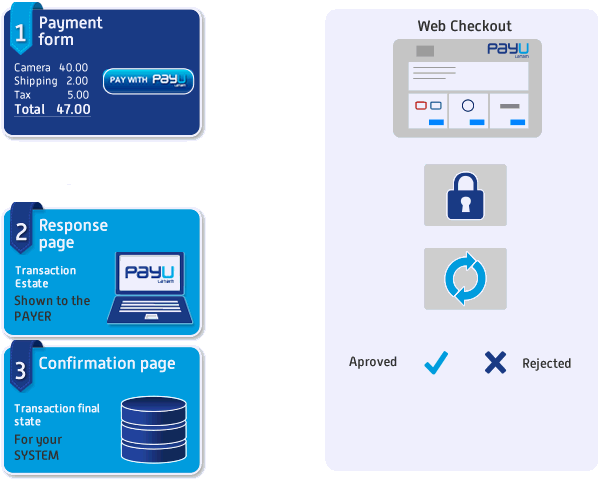 1
Payment
form
Camera 40.00
Shipping 2.00
Tax 5.00
Total 47.00
PAY WITH PayU
Latam
2
Response
page
Transaction
Estate
Shown to the
PAYER
PayU
Latam
3
Confirmation page
Transaction final
state
For your
SYSTEM
Web Checkout
PayU
Latam
Aproved
Rejected